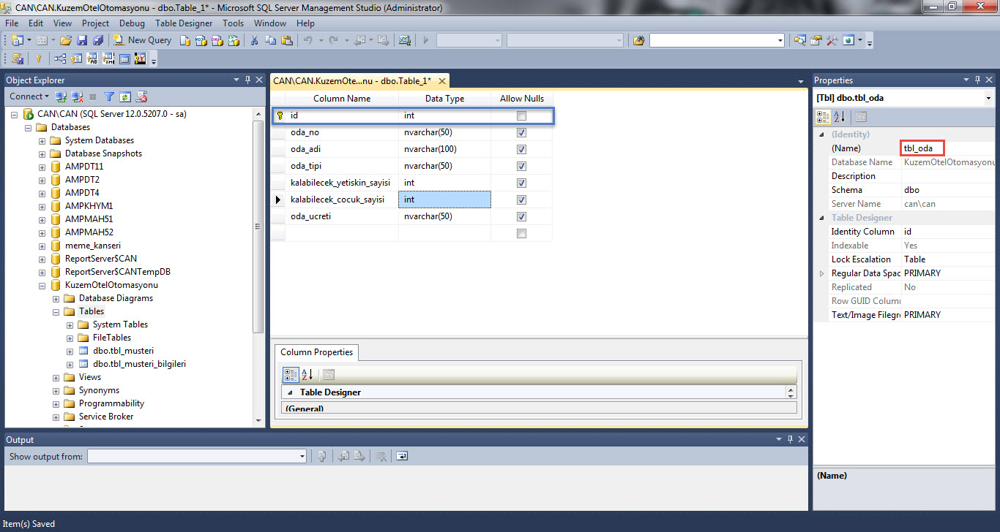 CAN\CAN.KuzemOtelOtomasyonu - dbo.Table_1* - Microsoft SQL Server Management Studio (Administrator)
File Edit View Project Debug Table Designer Tools Window Help
New Query
Object Explorer
Connect
CAN\CAN (SQL Server 12.0.5207.0 - sa)
Databases
System Databases
Database Snapshots
AMPDT11
AMPDT2
AMPDT4
AMPKHYM1
AMPMAH51
AMPMAH52
meme_kanseri
ReportServer$CAN
ReportServer$CANTempDB
KuzemOtelOtomasyonu
Database Diagrams
Tables
System Tables
FileTables
dbo.tbl_musteri
dbo.tbl_musteri_bilgileri
Views
Synonyms
Programmability
Service Broker
CAN\CAN.KuzemOte...nu - dbo.Table_1*
Column Name Data Type Allow Nulls
id int
oda_no nvarchar(50)
oda_adi nvarchar(100)
oda_tipi nvarchar(50)
kalabilecek_yetiskin_sayisi int
kalabilecek_cocuk_sayisi int
oda_ucreti nvarchar(50)
Column Properties
Table Designer
(General)
Properties
[Tbl] dbo.tbl_oda
(Identity)
(Name) tbl_oda
Database Name KuzemOtelOtomasyonu
Description
Schema dbo
Server Name can\can
Table Designer
Identity Column id
Indexable Yes
Lock Escalation Table
Regular Data Spac PRIMARY
Replicated No
Row GUID Column
Text/Image Filegr PRIMARY
(Name)
Output
Show output from:
Item(s) Saved